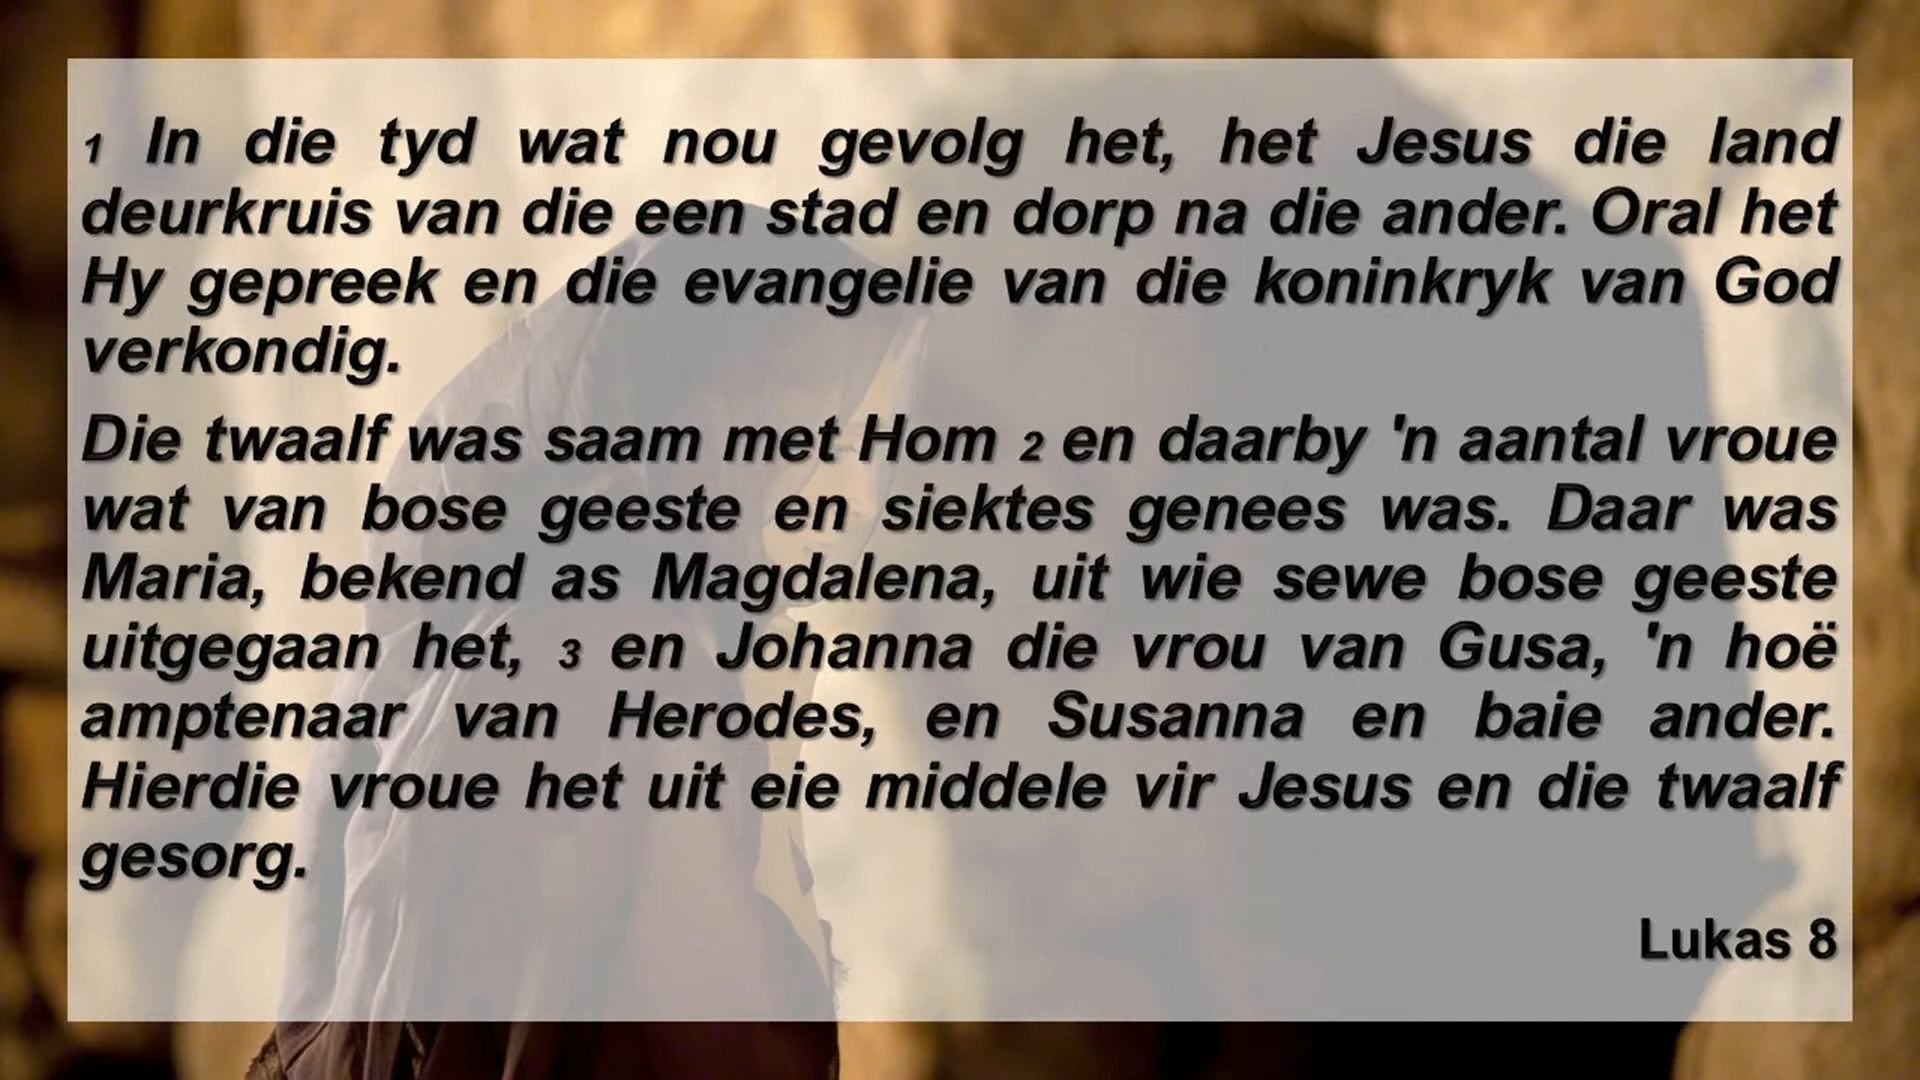 1 In die tyd wat nou gevolg het, het Jesus die land
deurkruis van die een stad en dorp na die ander. Oral het
Hy gepreek en die evangelie van die koninkryk van God
verkondig.
Die twaalf was saam met Hom 2 en daarby 'n aantal vroue
wat van bose geeste en siektes genees was. Daar was
Maria, bekend as Magdalena, uit wie sewe bose geeste
uitgegaan het, 3 en Johanna die vrou van Gusa, 'n hoë
amptenaar van Herodes, en Susanna en baie ander.
Hierdie vroue het uit eie middele vir Jesus en die twaalf
gesorg.
Lukas 8